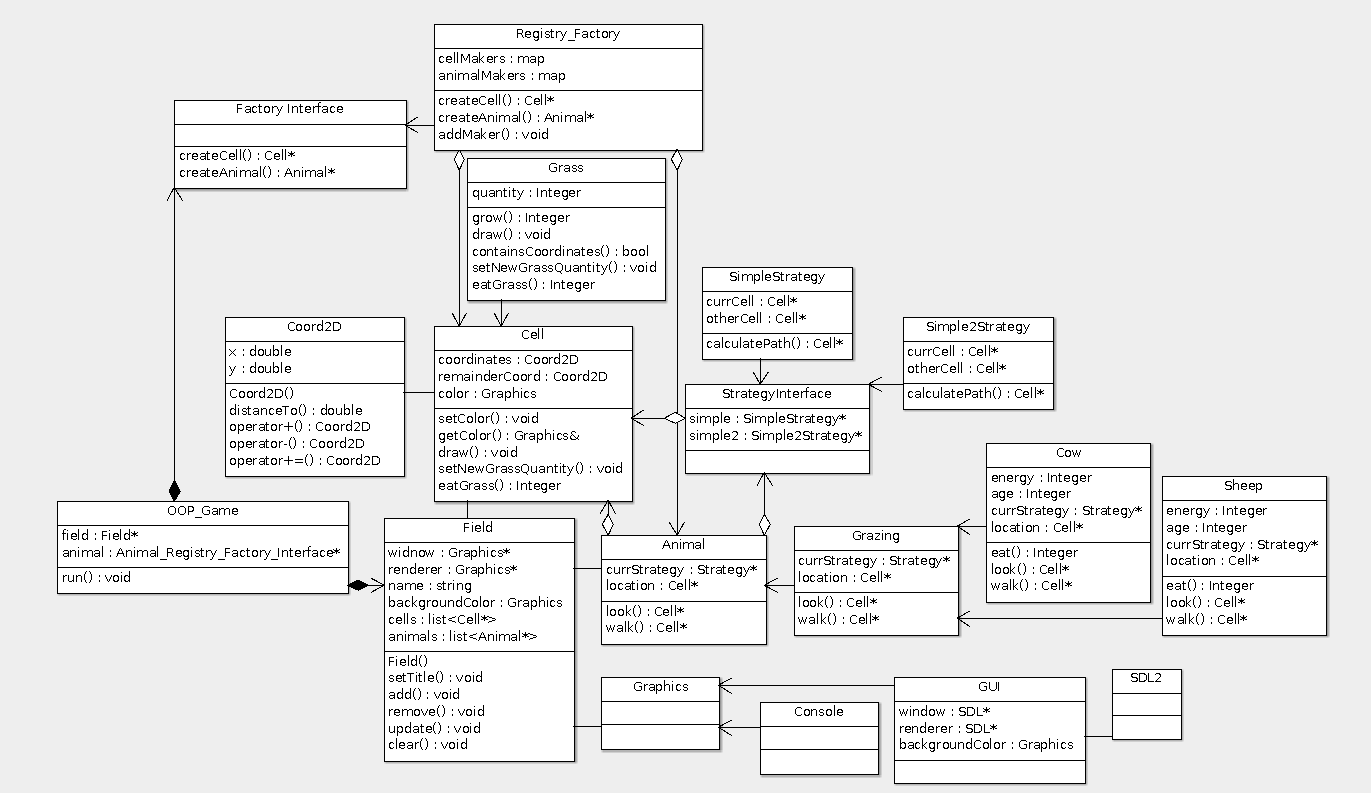 Registry_Factory
cellMakers : map
animalMakers : map
createCell() : Cell*
createAnimal() : Animal*
addMaker() : void
Factory Interface
createCell() : Cell*
createAnimal() : Animal*
Grass
quantity : Integer
grow() : Integer
draw() : void
containsCoordinates() : bool
setNewGrassQuantity() : void
eatGrass() : Integer
SimpleStrategy
currCell : Cell*
otherCell : Cell*
calculatePath() : Cell*
Simple2Strategy
currCell : Cell*
otherCell : Cell*
calculatePath() : Cell*
Coord2D
x : double
y : double
Coord2D()
distanceTo() : double
operator+() : Coord2D
operator-() : Coord2D
operator+=() : Coord2D
Cell
coordinates : Coord2D
remainderCoord : Coord2D
color : Graphics
setColor() : void
getColor() : Graphics&
draw() : void
setNewGrassQuantity() : void
eatGrass() : Integer
StrategyInterface
simple : SimpleStrategy*
simple2 : Simple2Strategy*
Cow
energy : Integer
age : Integer
currStrategy : Strategy*
location : Cell*
eat() : Integer
look() : Cell*
walk() : Cell*
Sheep
energy : Integer
age : Integer
currStrategy : Strategy*
location : Cell*
eat() : Integer
look() : Cell*
walk() : Cell*
OOP_Game
field : Field*
animal : Animal_Registry_Factory_Interface*
run() : void
Field
widnow : Graphics*
renderer : Graphics*
name : string
backgroundColor : Graphics
cells : list<Cell*>
animals : list<Animal*>
Field()
setTitle() : void
add() : void
remove() : void
update() : void
clear() : void
Animal
currStrategy : Strategy*
location : Cell*
look() : Cell*
walk() : Cell*
Grazing
currStrategy : Strategy*
location : Cell*
look() : Cell*
walk() : Cell*
Graphics
Console
GUI
window : SDL*
renderer : SDL*
backgroundColor : Graphics
SDL2